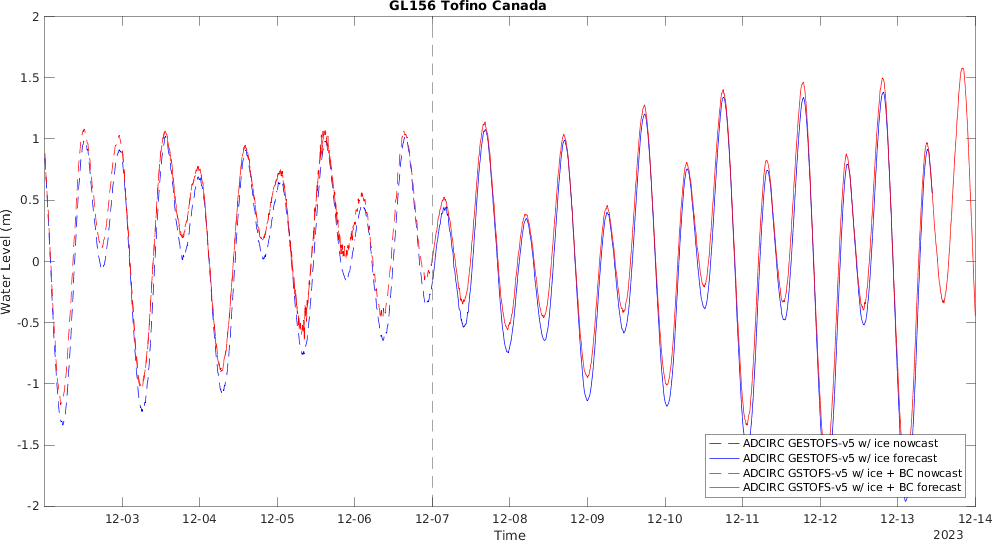 GL156 Tofino Canada
2
1.5
1
0.5
0
-0.5
-1
-1.5
-2
Water Level (m)
ADCIRC GESTOFS-v5 w/ ice nowcast
ADCIRC GESTOFS-v5 w/ ice forecast
ADCIRC GSTOFS-v5 w/ ice + BC nowcast
ADCIRC GSTOFS-v5 w/ ice + BC forecast
12-03 12-04 12-05 12-06 12-07 12-08 12-09 12-10 12-11 12-12 12-13 12-14
Time
2023